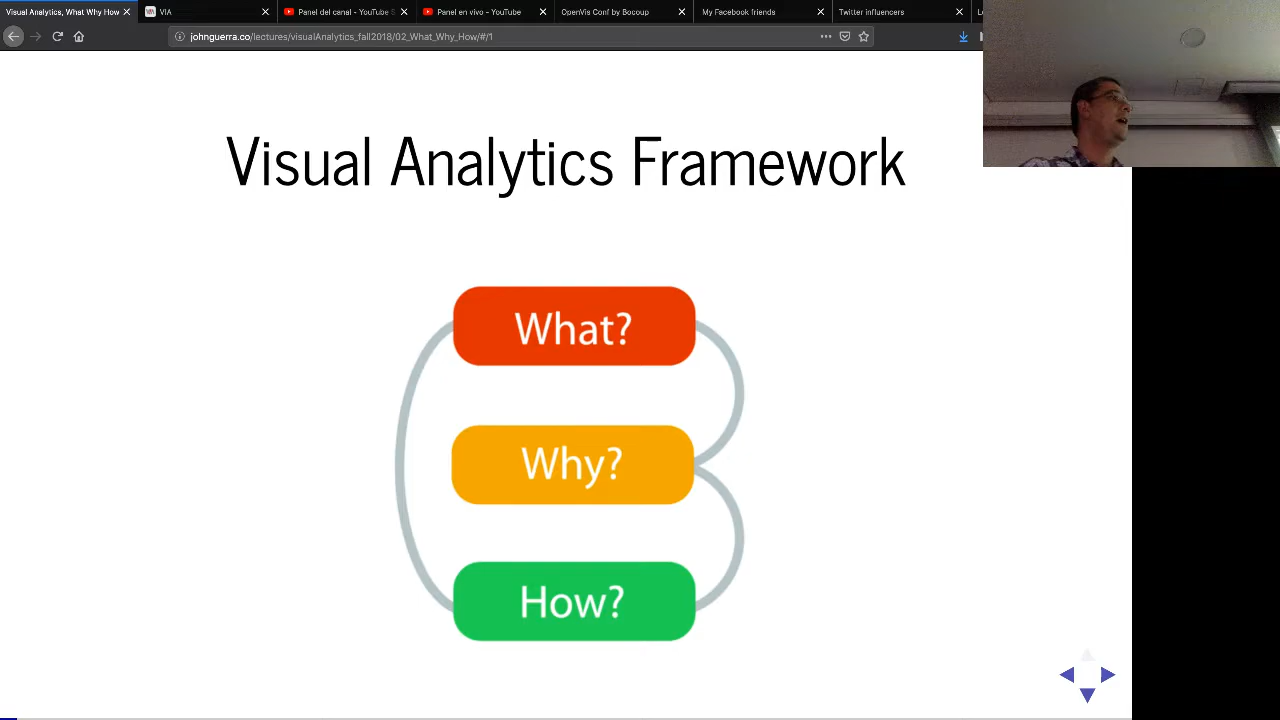 Visual Analytics, What Why How
VIA
Panel del canal - YouTube S
Panel en vivo - YouTube
OpenVis Conf by Bocoup
My Facebook friends
Twitter influencers
johnguerra.co/lectures/visualAnalytics_fall2018/02_What_Why_How/#/1
Visual Analytics Framework
What?
Why?
How?